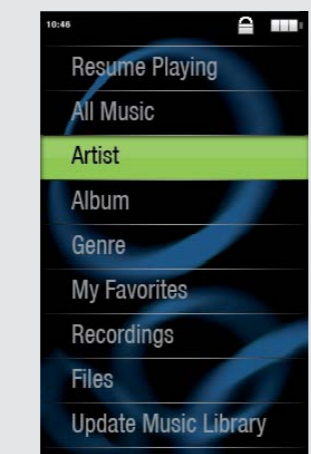 10:46
Resume Playing
All Music
Artist
Album
Genre
My Favorites
Recordings
Files
Update Music Library